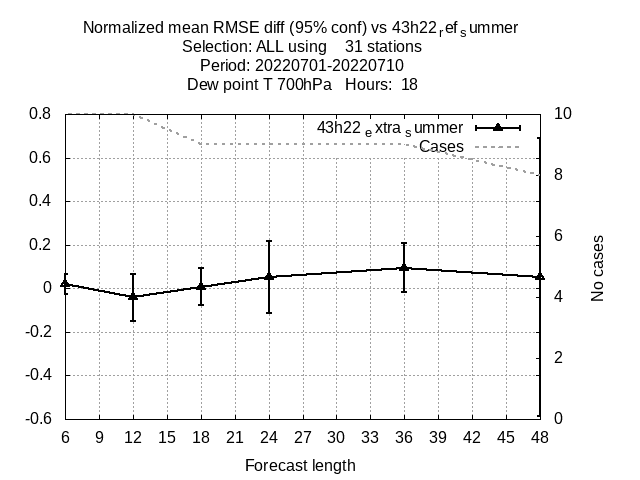 Normalized mean RMSE diff (95% conf) vs 43h22refsummer
Selection: ALL using 31 stations
Period: 20220701-20220710
Dew point T 700hPa Hours: 18
43h22extrasummer
Cases
0.8
0.6
0.4
0.2
0
-0.2
-0.4
-0.6
10
8
6
4
2
0
No cases
6 9 12 15 18 21 24 27 30 33 36 39 42 45 48
Forecast length